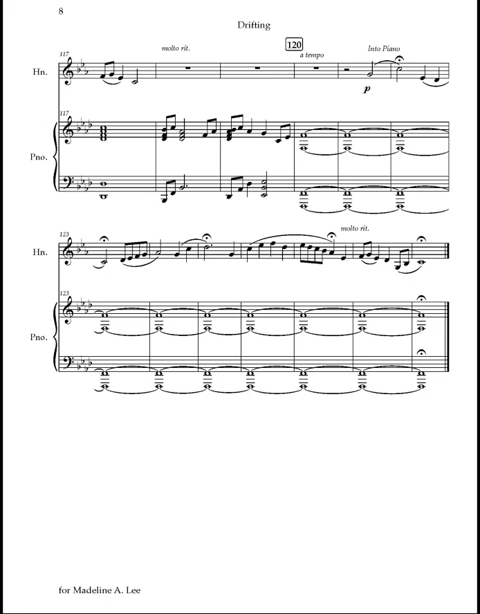 8
Drifting
117
molto rit.
120
a tempo
Into Piano
Hn.
p
117
Pno.
123
molto rit.
Hn.
123
Pno.
for Madeline A. Lee